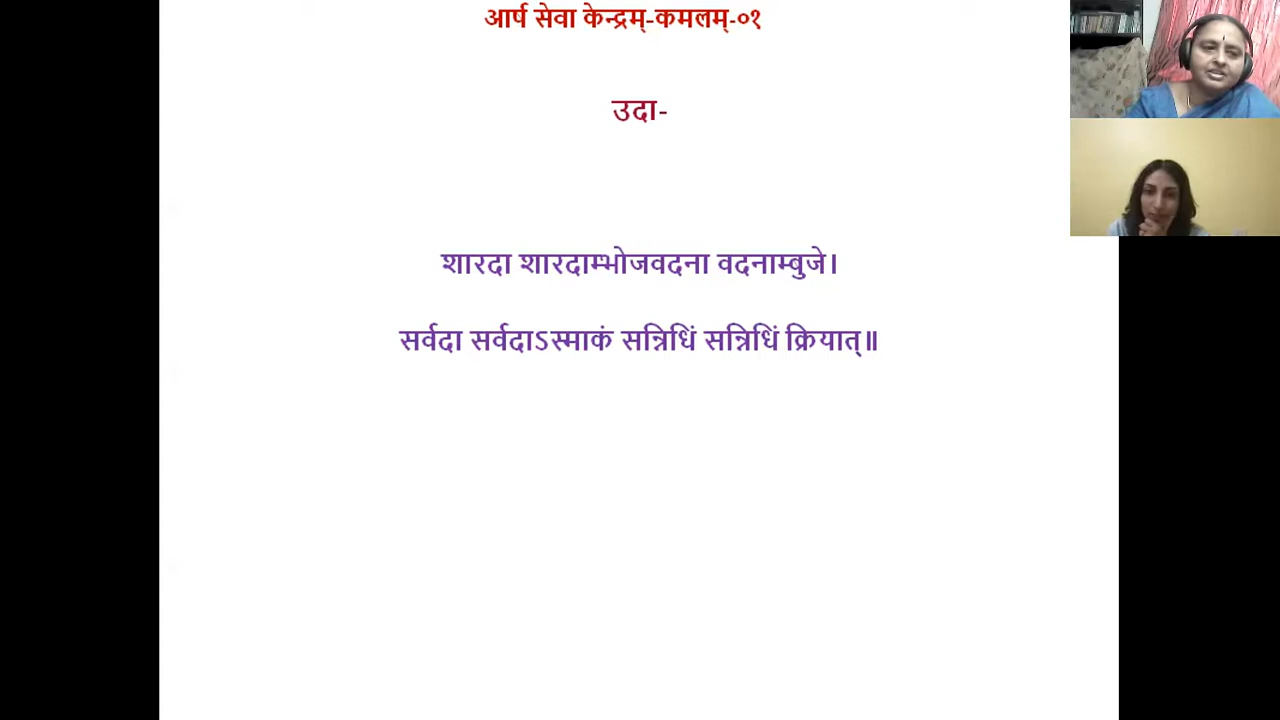 आर्ष सेवा केन्द्रम्-कमलम्-०१
उदा-
शारदा शारदाम्भोजवदना वदनाम्बुजे।
सर्वदा सर्वदाऽस्माकं सन्निधिं सन्निधिं क्रियात्॥